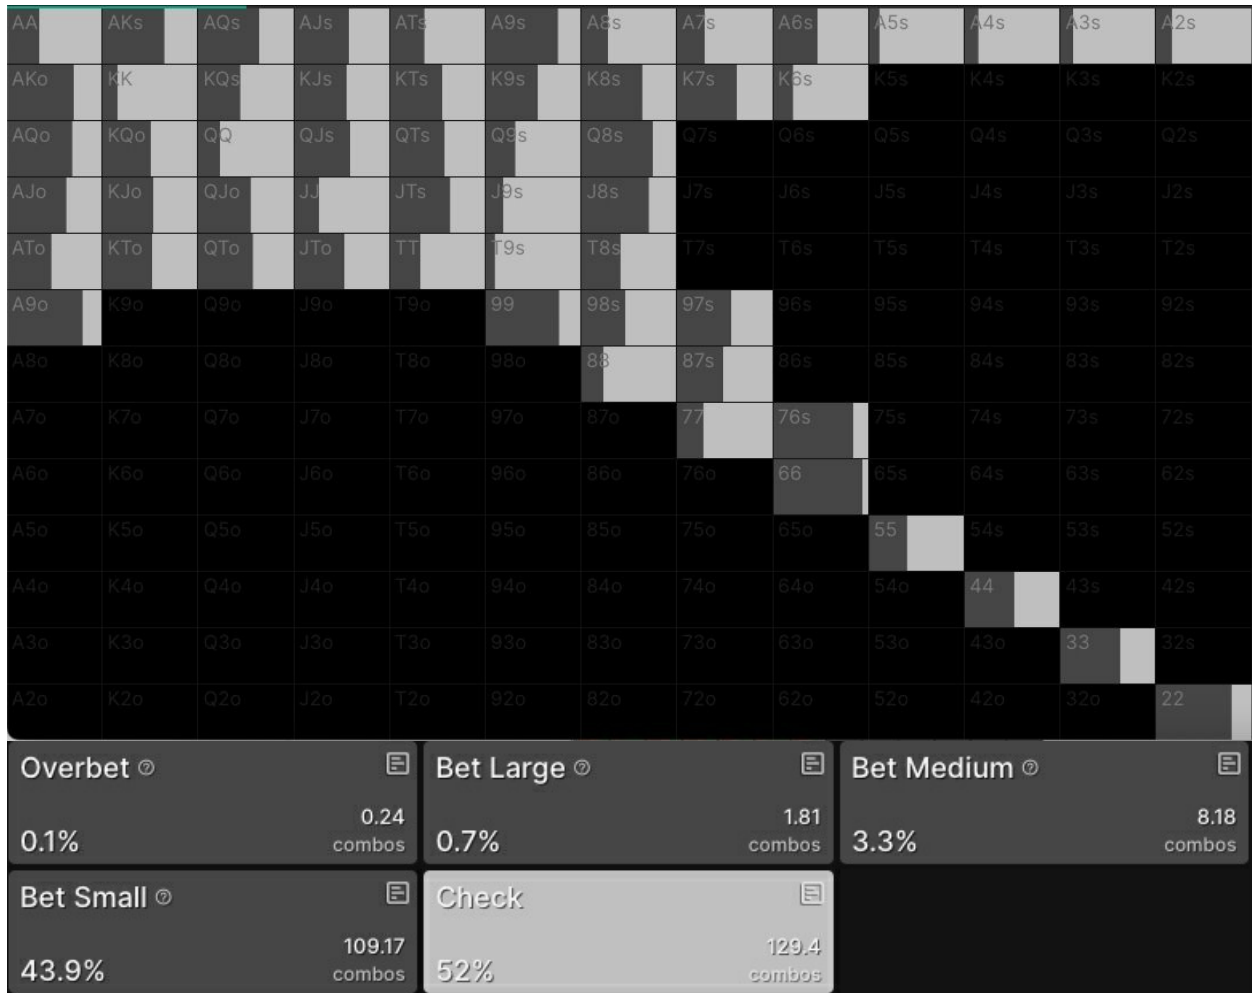 AA AKs AQs AJs ATs A9s A8s A7s A6s A5s A4s A3s A2s
AKo KK KQs KJs KTs K9s K8s K7s K6s K5s K4s K3s K2s
AQo KQo QQ QJs QTs Q9s Q8s Q7s Q6s Q5s Q4s Q3s Q2s
AJo KJo QJo JJ JTs J9s J8s J7s J6s J5s J4s J3s J2s
ATo KTo QTo JTo TT T9s T8s T7s T6s T5s T4s T3s T2s
A9o K9o Q9o J9o T9o 99 98s 97s 96s 95s 94s 93s 92s
A8o K8o Q8o J8o T8o 98o 88 87s 86s 85s 84s 83s 82s
A7o K7o Q7o J7o T7o 97o 87o 77 76s 75s 74s 73s 72s
A6o K6o Q6o J6o T6o 96o 86o 76o 66 65s 64s 63s 62s
A5o K5o Q5o J5o T5o 95o 85o 75o 65o 55 54s 53s 52s
A4o K4o Q4o J4o T4o 94o 84o 74o 64o 54o 44 43s 42s
A3o K3o Q3o J3o T3o 93o 83o 73o 63o 53o 43o 33 32s
A2o K2o Q2o J2o T2o 92o 82o 72o 62o 52o 42o 32o 22
Overbet
0.24
0.1% combos
Bet Large
1.81
0.7% combos
Bet Medium
8.18
3.3% combos
Bet Small
109.17
43.9% combos
Check
129.4
52% combos